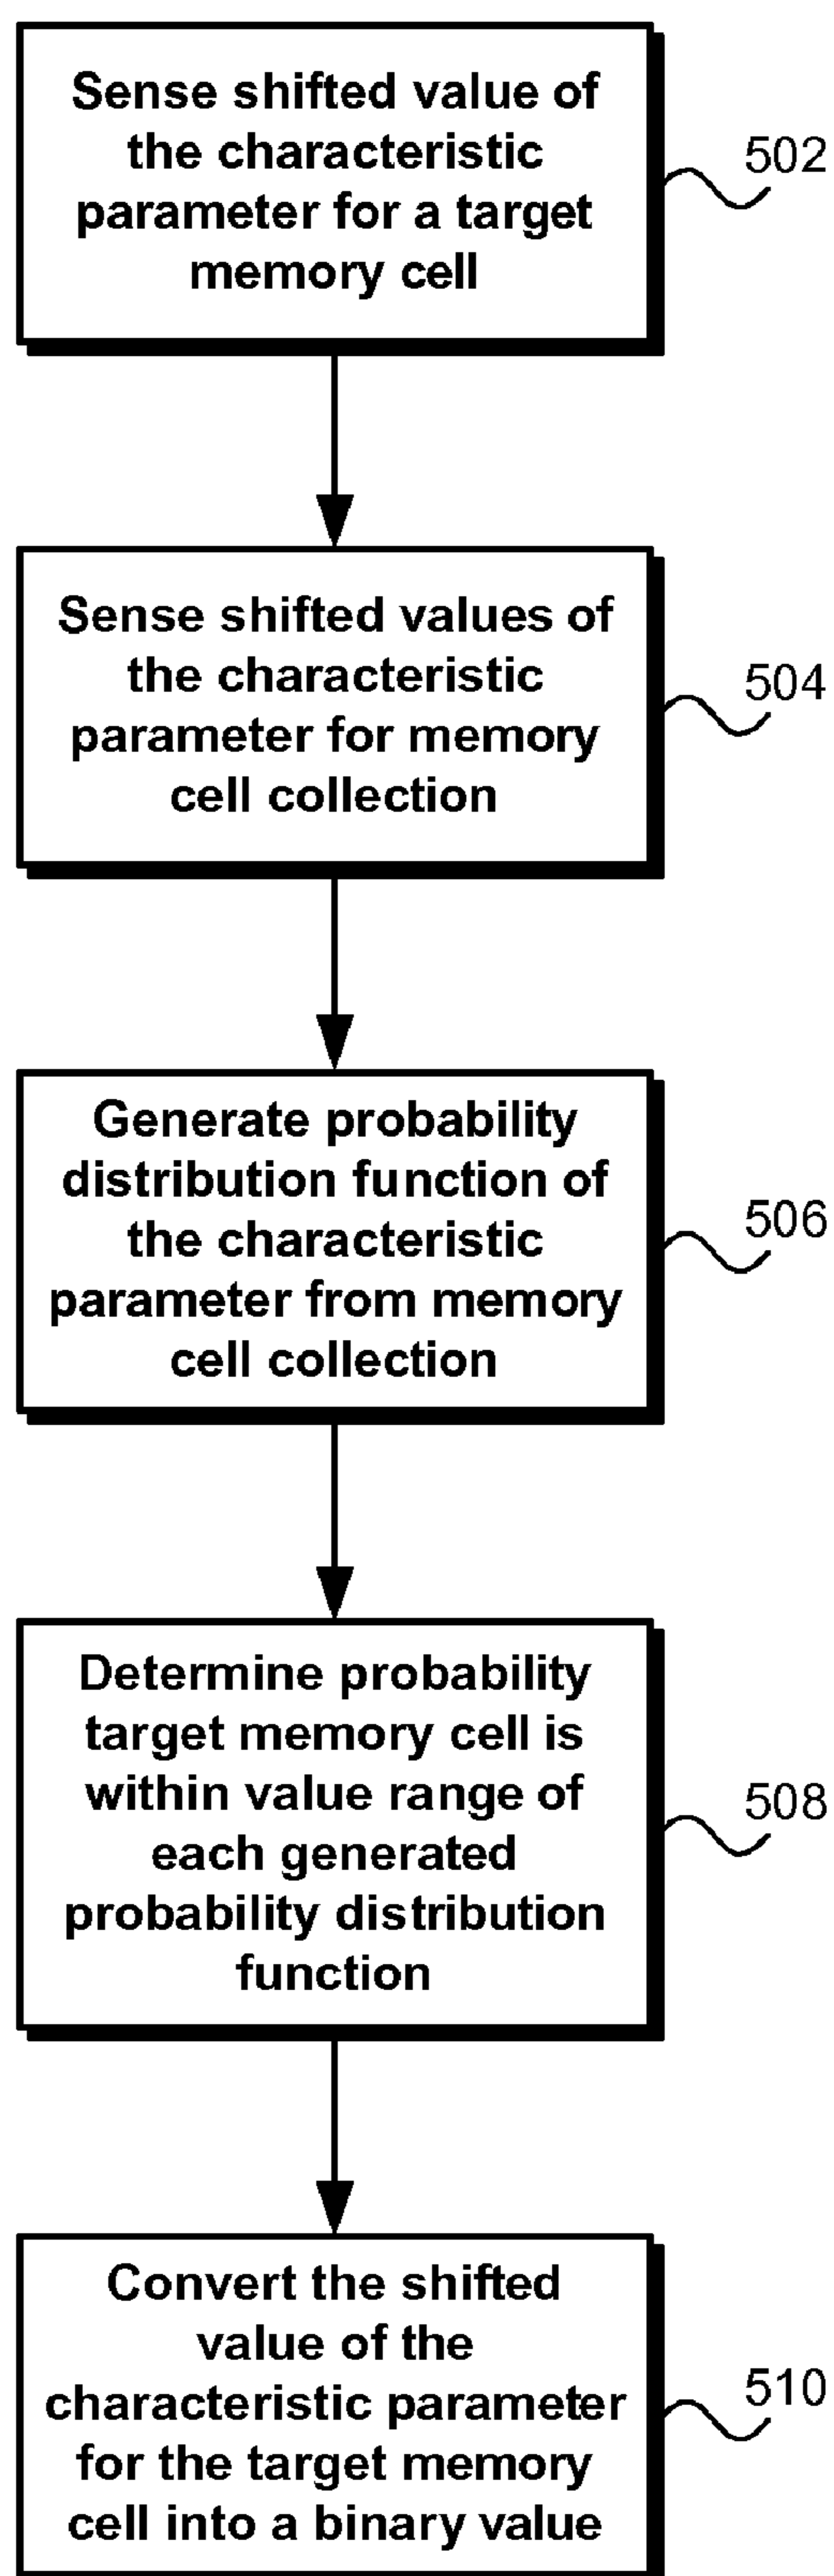 Sense shifted value of
the characteristic
parameter for a target
memory cell
502
Sense shifted values of
the characteristic
parameter for memory
cell collection
504
Generate probability
distribution function of
the characteristic
parameter from memory
cell collection
506
Determine probability
target memory cell is
within value range of
each generated
probability distribution
function
508
Convert the shifted
value of the
characteristic parameter
for the target memory
cell into a binary value
510